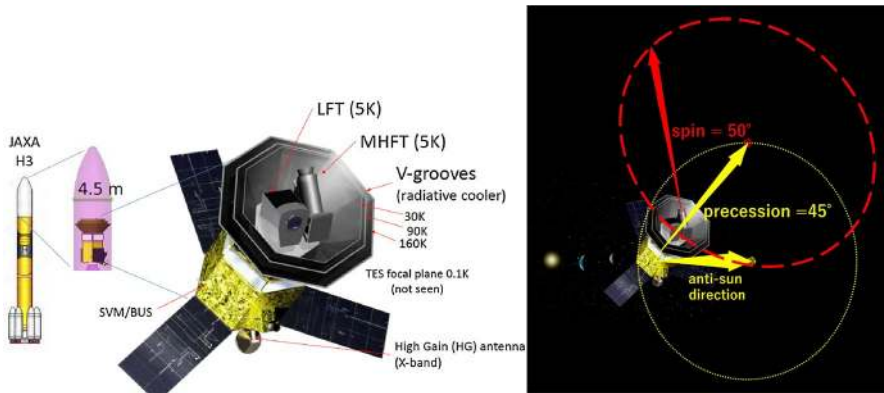 JAXA
H3
4.5 m
LFT (5K)
MHFT (5K)
V-grooves
(radiative cooler)
30K
90K
160K
TES focal plane 0.1K
(not seen)
SVM/BUS
High Gain (HG) antenna
(X-band)
spin = 50°
precession =45°
anti-sun
direction